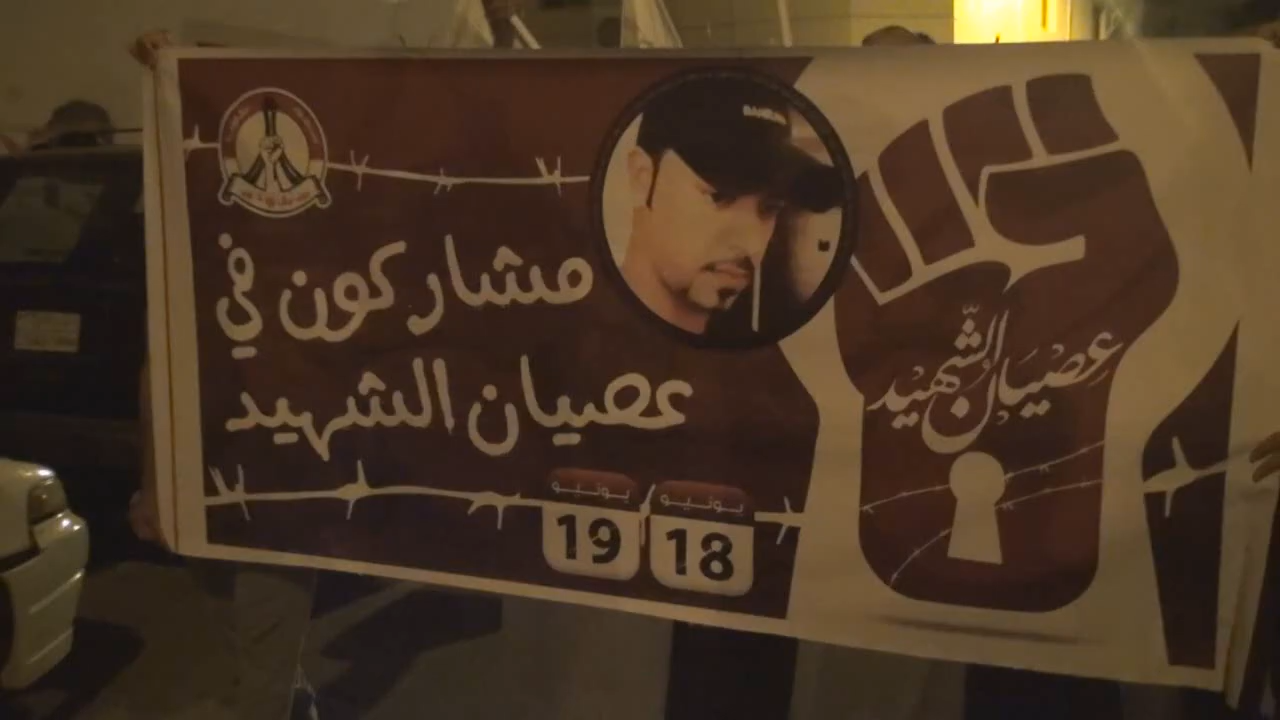 مشاركون في
عصيان الشهيد
عصيان الشهيد
يونيو
18
يونيو
19